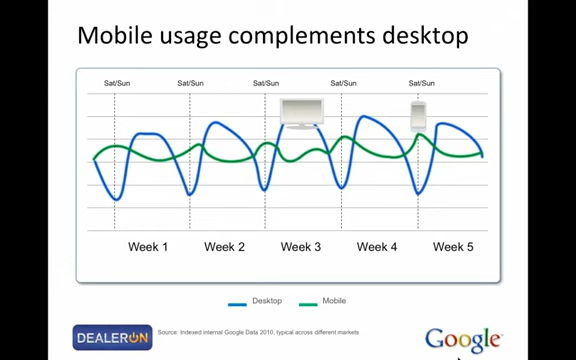 Mobile usage complements desktop
Sat/Sun Sat/Sun Sat/Sun Sat/Sun Sat/Sun
Week 1 Week 2 Week 3 Week 4 Week 5
Desktop Mobile
DEALERON
Source: Indexed internal Google Data 2010, typical across different markets
Google